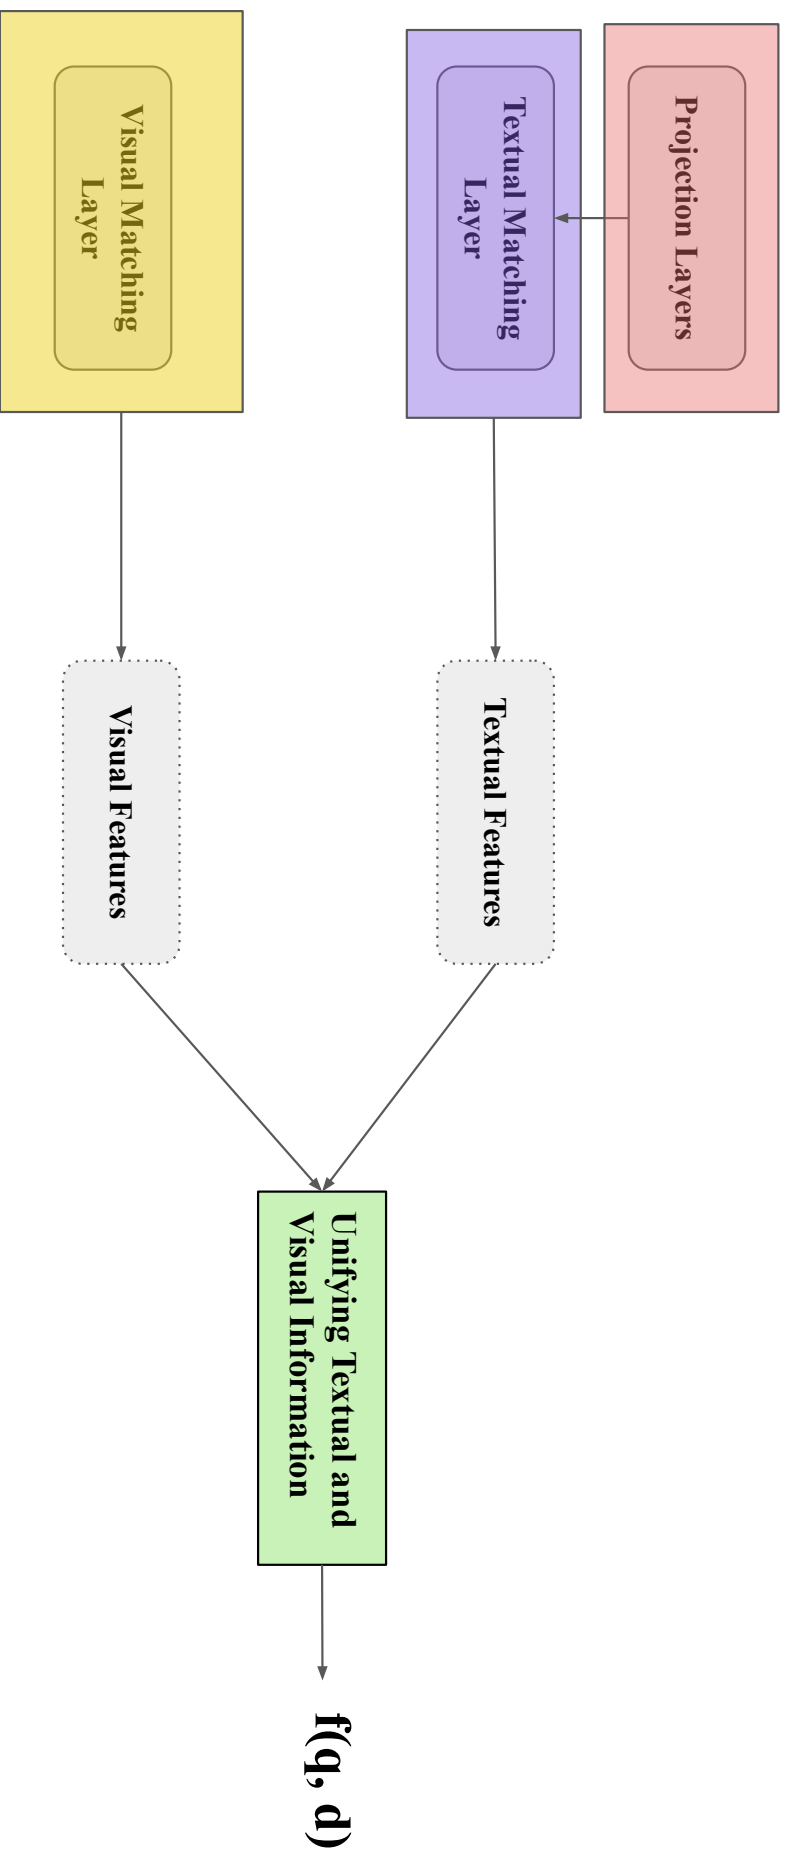 Projection Layers
Textual Matching
Layer
Visual Matching
Layer
Textual Features
Visual Features
Unifying Textual and
Visual Information
f(q, d)